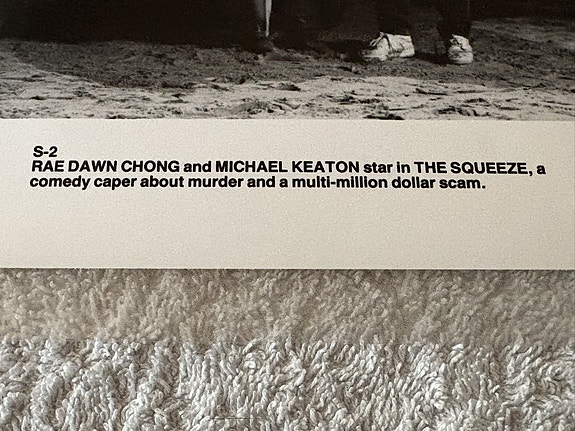 S-2
RAE DAWN CHONG and MICHAEL KEATON star in THE SQUEEZE, a
comedy caper about murder and a multi-million dollar scam.